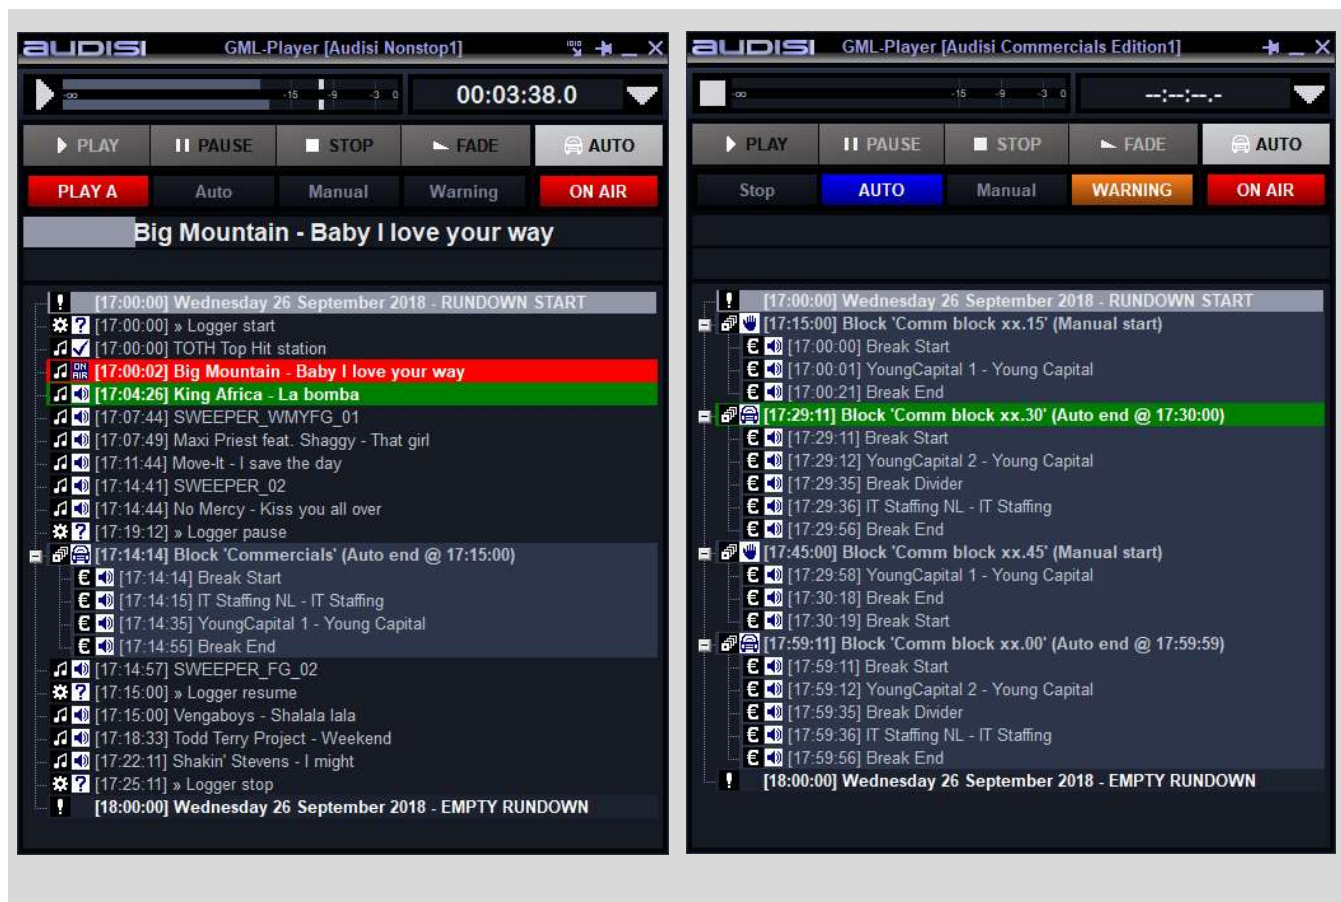 AUDISI GML-Player [Audisi Nonstop1]
-∞ -15 -9 -3 0 00:03:38.0
PLAY PAUSE STOP FADE AUTO
PLAY A Auto Manual Warning ON AIR
Big Mountain - Baby I love your way
[17:00:00] Wednesday 26 September 2018 - RUNDOWN START
? [17:00:00] » Logger start
[17:00:00] TOTH Top Hit station
ON AIR [17:00:02] Big Mountain - Baby I love your way
[17:04:26] King Africa - La bomba
[17:07:44] SWEEPER_WMYFG_01
[17:07:49] Maxi Priest feat. Shaggy - That girl
[17:11:44] Move-It - I save the day
[17:14:41] SWEEPER_02
[17:14:44] No Mercy - Kiss you all over
? [17:19:12] » Logger pause
[17:14:14] Block 'Commercials' (Auto end @ 17:15:00)
€ [17:14:14] Break Start
€ [17:14:15] IT Staffing NL - IT Staffing
€ [17:14:35] YoungCapital 1 - Young Capital
€ [17:14:55] Break End
[17:14:57] SWEEPER_FG_02
? [17:15:00] » Logger resume
[17:15:00] Vengaboys - Shalala lala
[17:18:33] Todd Terry Project - Weekend
[17:22:11] Shakin' Stevens - I might
? [17:25:11] » Logger stop
! [18:00:00] Wednesday 26 September 2018 - EMPTY RUNDOWN
AUDISI GML-Player [Audisi Commercials Edition1]
-∞ -15 -9 -3 0 --:--:--.-
PLAY PAUSE STOP FADE AUTO
Stop AUTO Manual WARNING ON AIR
! [17:00:00] Wednesday 26 September 2018 - RUNDOWN START
[17:15:00] Block 'Comm block xx.15' (Manual start)
€ [17:00:00] Break Start
€ [17:00:01] YoungCapital 1 - Young Capital
€ [17:00:21] Break End
[17:29:11] Block 'Comm block xx.30' (Auto end @ 17:30:00)
€ [17:29:11] Break Start
€ [17:29:12] YoungCapital 2 - Young Capital
€ [17:29:35] Break Divider
€ [17:29:36] IT Staffing NL - IT Staffing
€ [17:29:56] Break End
[17:45:00] Block 'Comm block xx.45' (Manual start)
€ [17:29:58] YoungCapital 1 - Young Capital
€ [17:30:18] Break End
€ [17:30:19] Break Start
[17:59:11] Block 'Comm block xx.00' (Auto end @ 17:59:59)
€ [17:59:11] Break Start
€ [17:59:12] YoungCapital 2 - Young Capital
€ [17:59:35] Break Divider
€ [17:59:36] IT Staffing NL - IT Staffing
€ [17:59:56] Break End
! [18:00:00] Wednesday 26 September 2018 - EMPTY RUNDOWN